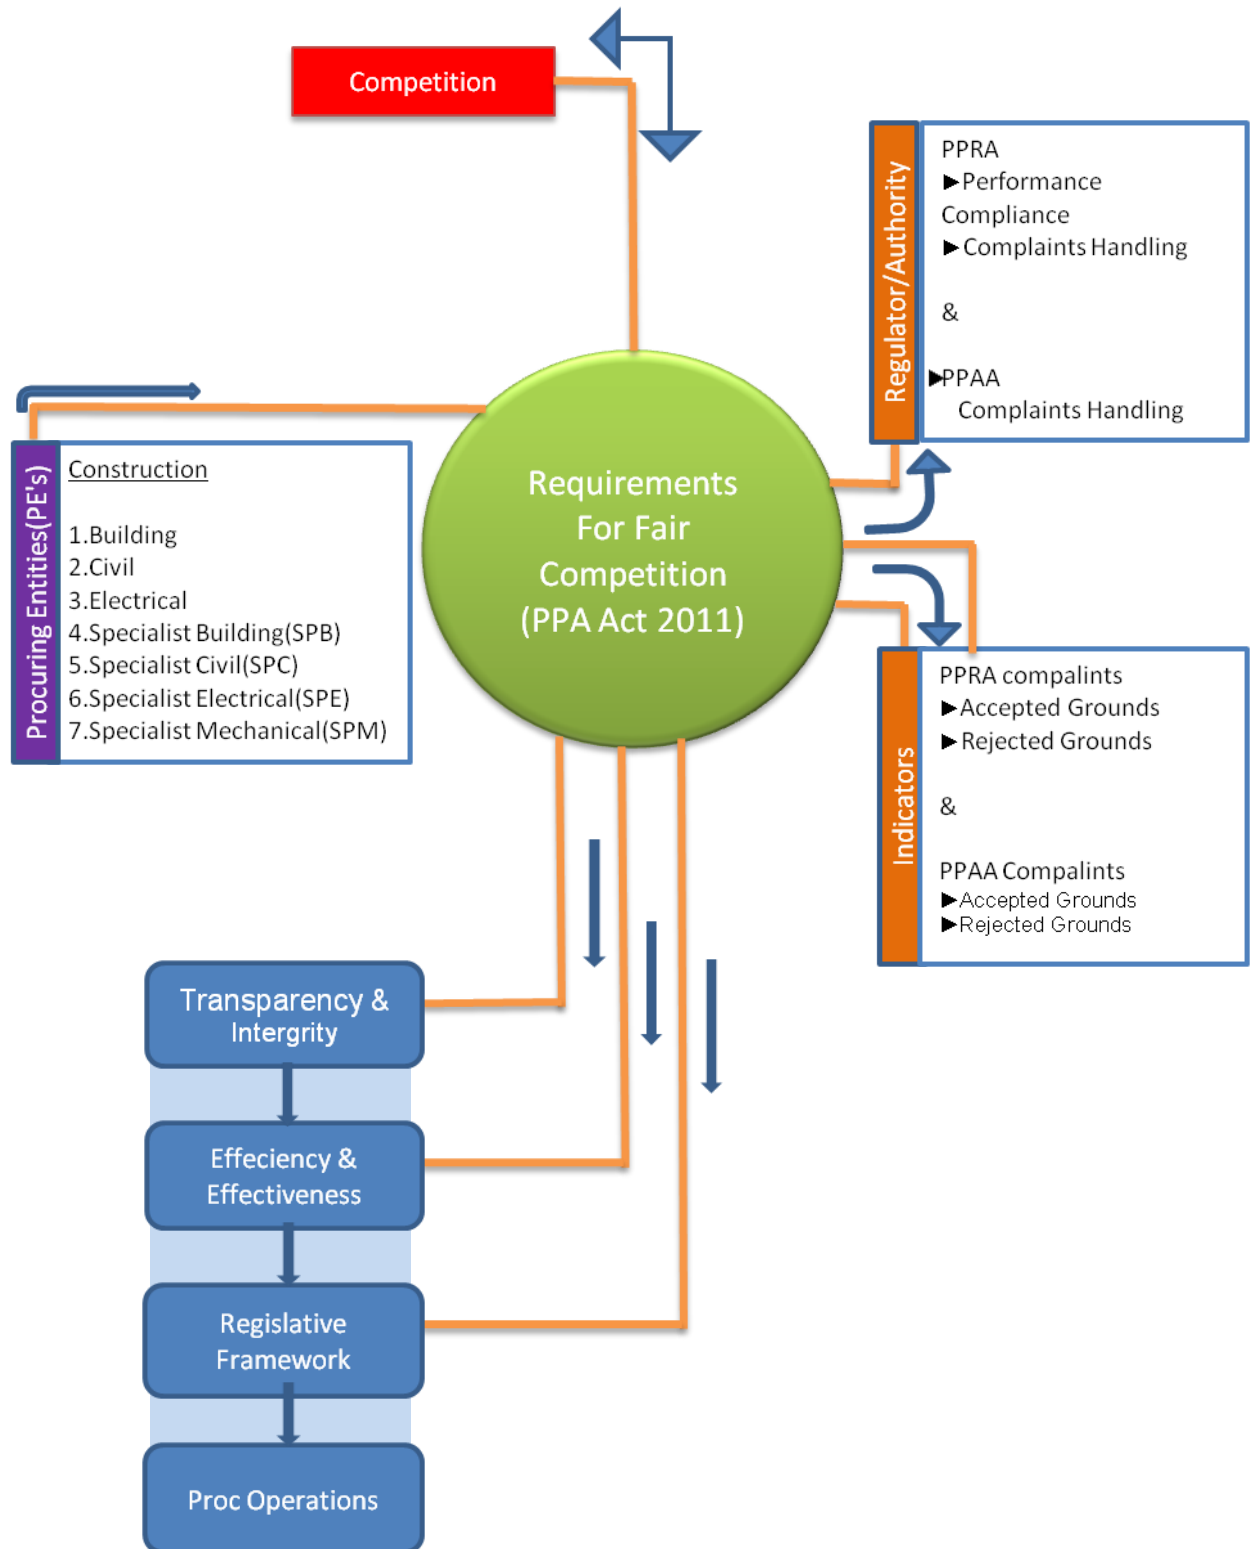 Competition
Regulator/Authority
PPRA
►Performance
Compliance
►Complaints Handling
&
►PPAA
Complaints Handling
Procuring Entities(PE's)
Construction
1.Building
2.Civil
3.Electrical
4.Specialist Building(SPB)
5.Specialist Civil(SPC)
6.Specialist Electrical(SPE)
7.Specialist Mechanical(SPM)
Requirements
For Fair
Competition
(PPA Act 2011)
Indicators
PPRA compalints
►Accepted Grounds
►Rejected Grounds
&
PPAA Compalints
►Accepted Grounds
►Rejected Grounds
Transparency &
Intergrity
Effeciency &
Effectiveness
Regislative
Framework
Proc Operations